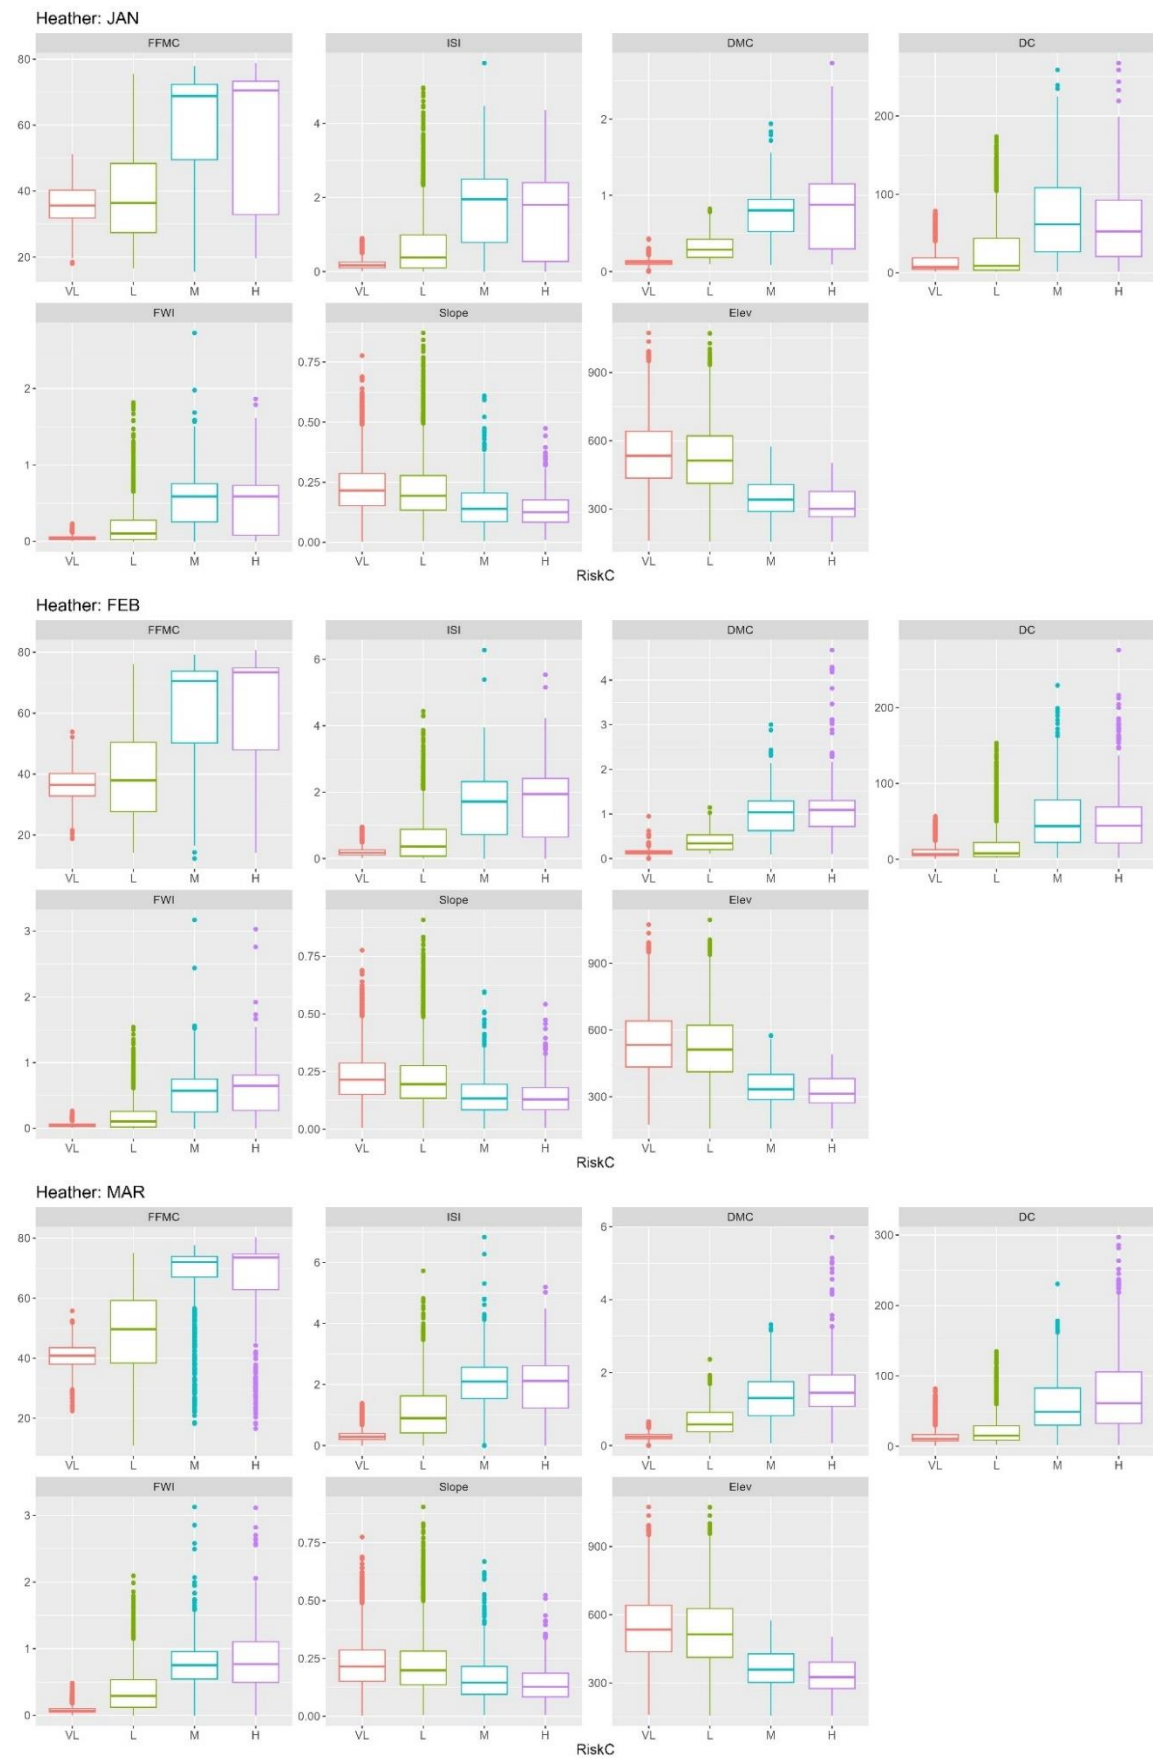 Heather: JAN
FFMC ISI DMC DC
80 60 40 20
4 2 0
2 1 0
200 100 0
VL L M H VL L M H VL L M H VL L M H
FWI Slope Elev
2 1 0
0.75 0.50 0.25 0.00
900 600 300
VL L M H VL L M H VL L M H
RiskC
Heather: FEB
FFMC ISI DMC DC
80 60 40 20
6 4 2 0
4 3 2 1 0
200 100 0
VL L M H VL L M H VL L M H VL L M H
FWI Slope Elev
3 2 1 0
0.75 0.50 0.25 0.00
900 600 300
VL L M H VL L M H VL L M H
RiskC
Heather: MAR
FFMC ISI DMC DC
80 60 40 20
6 4 2 0
6 4 2 0
300 200 100 0
VL L M H VL L M H VL L M H VL L M H
FWI Slope Elev
3 2 1 0
0.75 0.50 0.25 0.00
900 600 300
VL L M H VL L M H VL L M H
RiskC